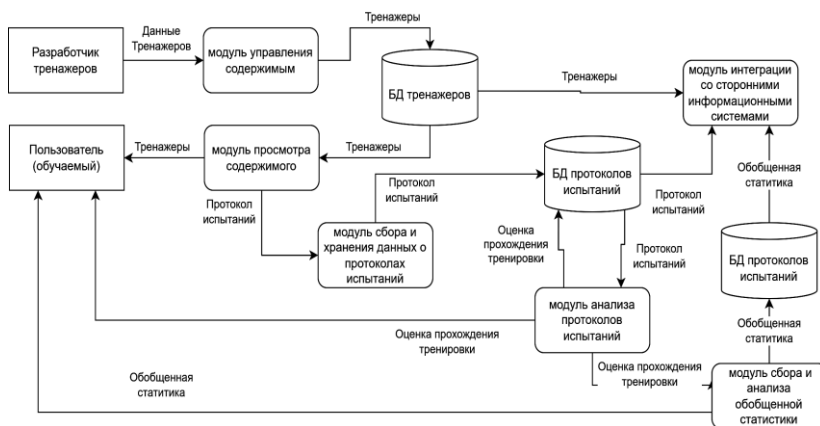 Данные
Тренажеров
Тренажеры
Разработчик
тренажеров
модуль управления
содержимым
БД тренажеров
Тренажеры
модуль интеграции
со сторонними
информационными
системами
Тренажеры
Пользователь
(обучаемый)
Тренажеры
модуль просмотра
содержимого
БД протоколов
испытаний
Обобщенная
статитика
Протокол
испытаний
Протокол
испытаний
Протокол
испытаний
модуль сбора и
хранения данных о
протоколах
испытаний
Оценка
прохождения
тренировки
Протокол
испытаний
БД протоколов
испытаний
модуль анализа
протоколов
испытаний
Оценка прохождения
тренировки
Обобщенная
статитика
Оценка прохождения
тренировки
Обобщенная
статитика
модуль сбора и
анализа
обобщенной
статистики